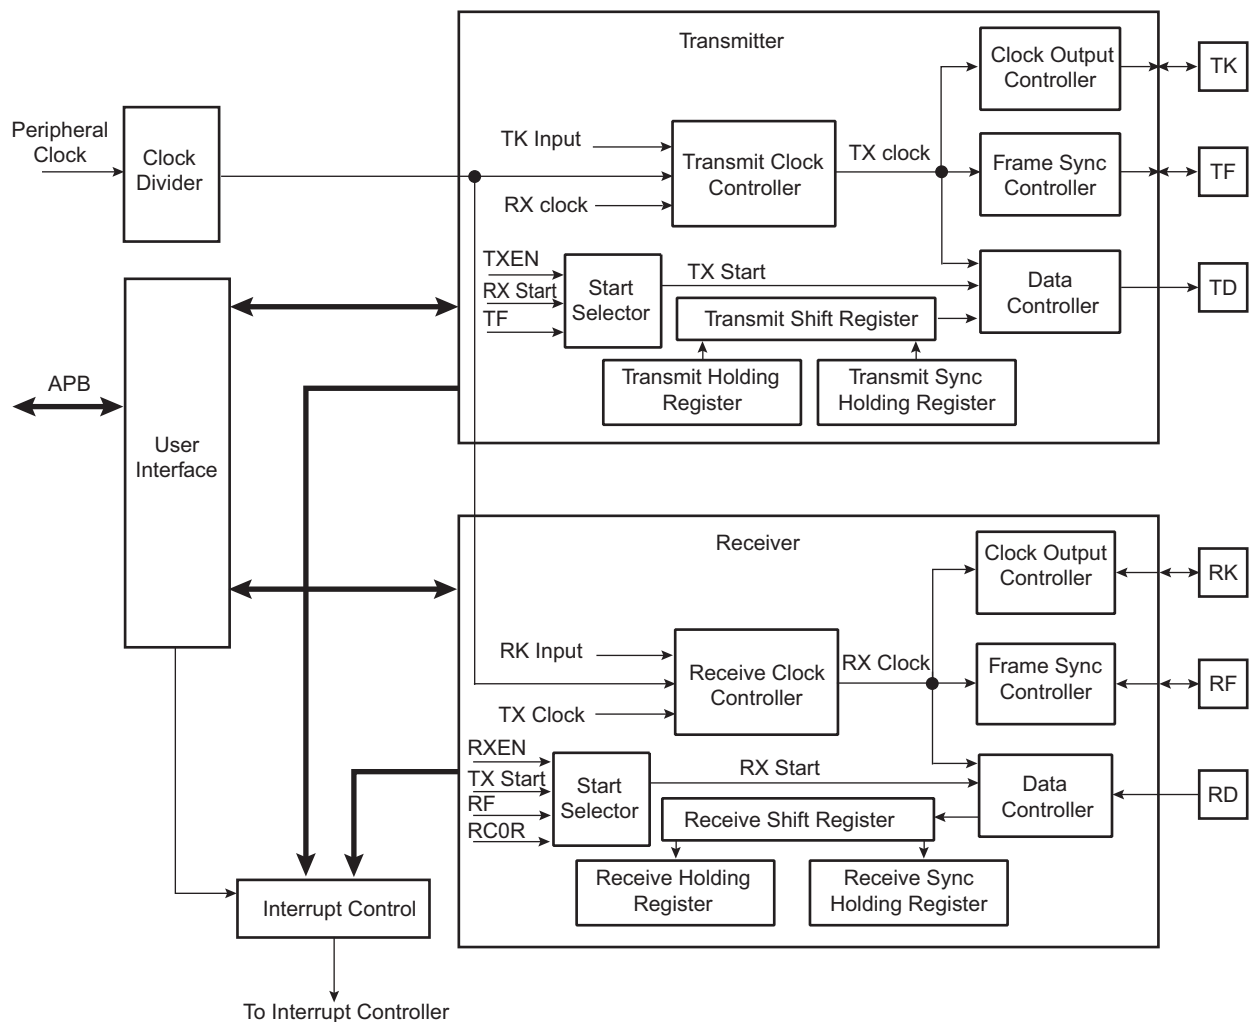 Transmitter
Clock Output
Controller
TK
Peripheral
Clock
Clock
Divider
TK Input
Transmit Clock
Controller
RX clock
TX clock
Frame Sync
Controller
TF
TXEN
RX Start
TF
Start
Selector
TX Start
Data
Controller
TD
Transmit Shift Register
Transmit Holding
Register
Transmit Sync
Holding Register
APB
User
Interface
Receiver
Clock Output
Controller
RK
RK Input
Receive Clock
Controller
TX Clock
RX Clock
Frame Sync
Controller
RF
RXEN
TX Start
RF
RC0R
Start
Selector
RX Start
Data
Controller
RD
Receive Shift Register
Receive Holding
Register
Receive Sync
Holding Register
Interrupt Control
To Interrupt Controller